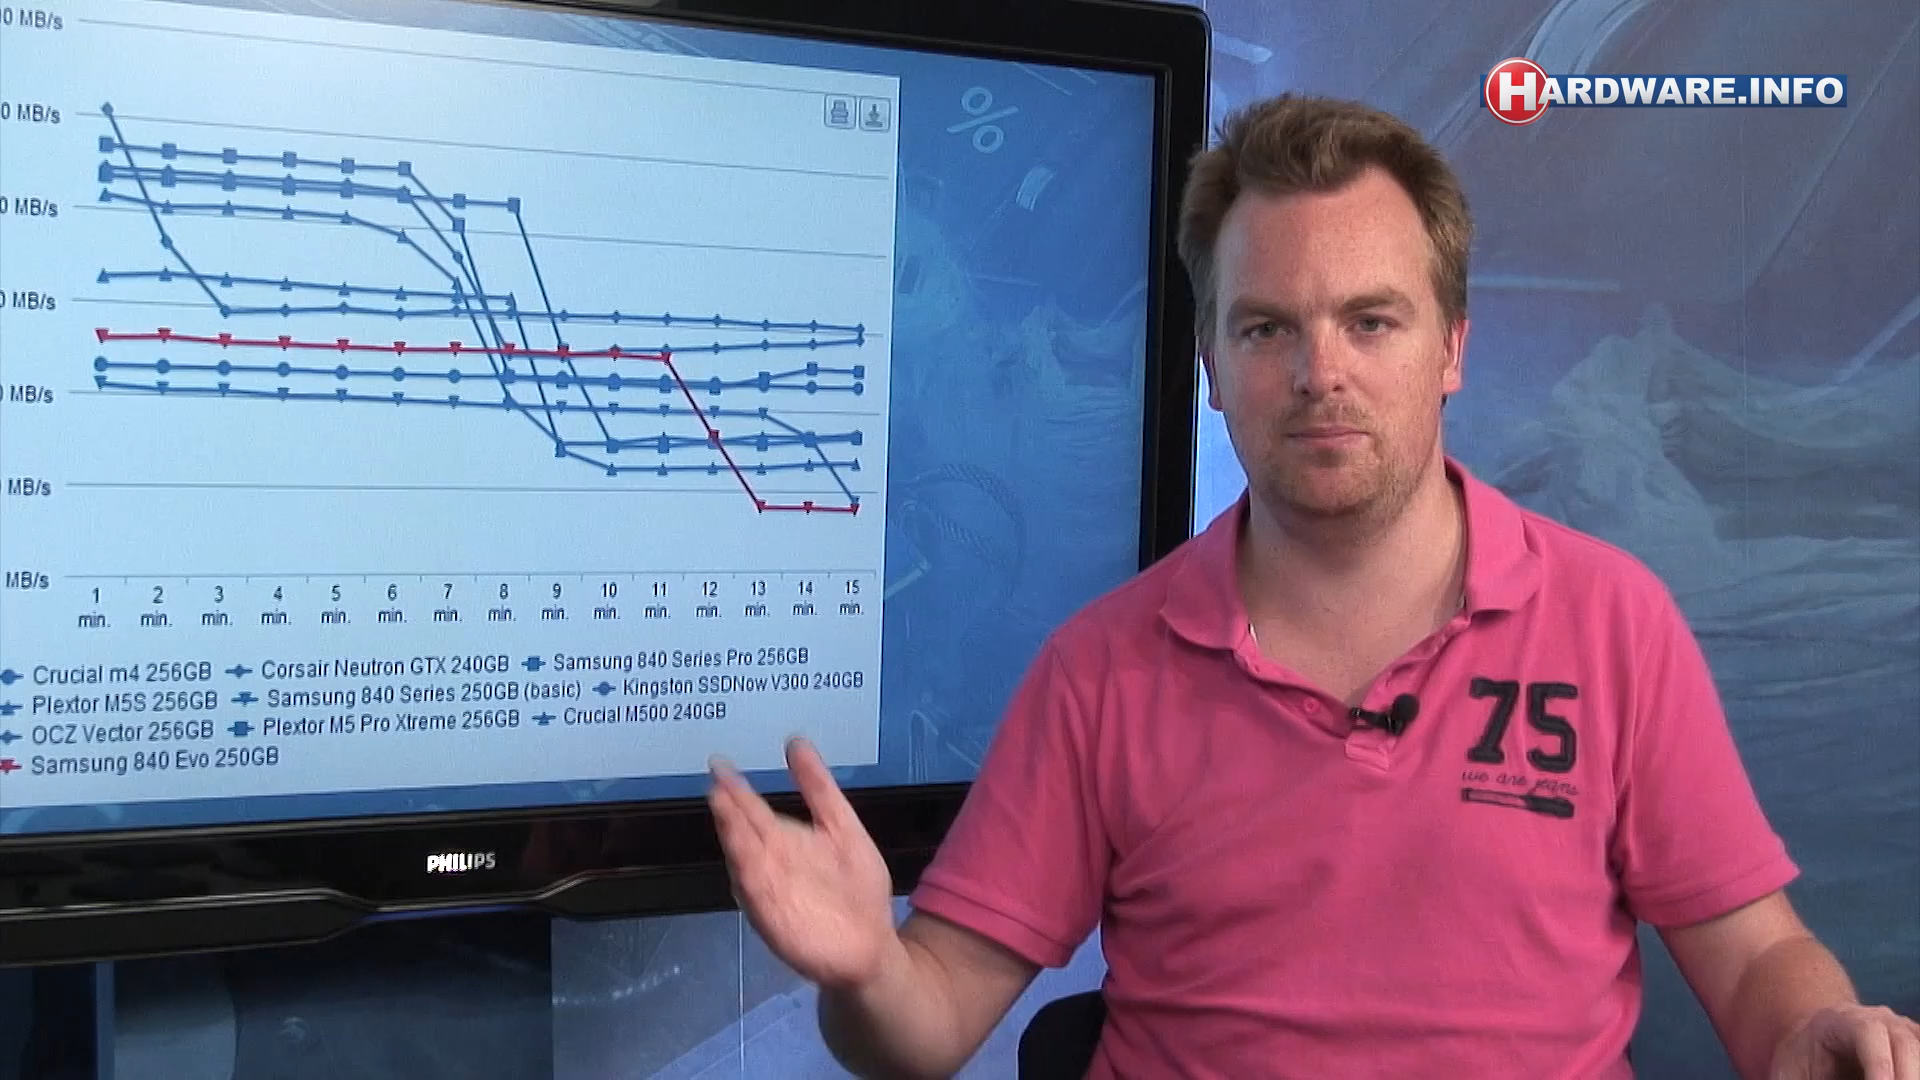 0 MB/s
0 MB/s
0 MB/s
0 MB/s
MB/s
MB/s
MB/s
%
HARDWARE.INFO
1 2 3 4 5 6 7 8 9 10 11 12 13 14 15
min. min. min. min. min. min. min. min. min. min. min. min. min. min. min.
Crucial m4 256GB Corsair Neutron GTX 240GB Samsung 840 Series Pro 256GB
Plextor M5S 256GB Samsung 840 Series 250GB (basic) Kingston SSDNow V300 240GB
OCZ Vector 256GB Plextor M5 Pro Xtreme 256GB Crucial M500 240GB
Samsung 840 Evo 250GB
PHILIPS
75
we are jeans